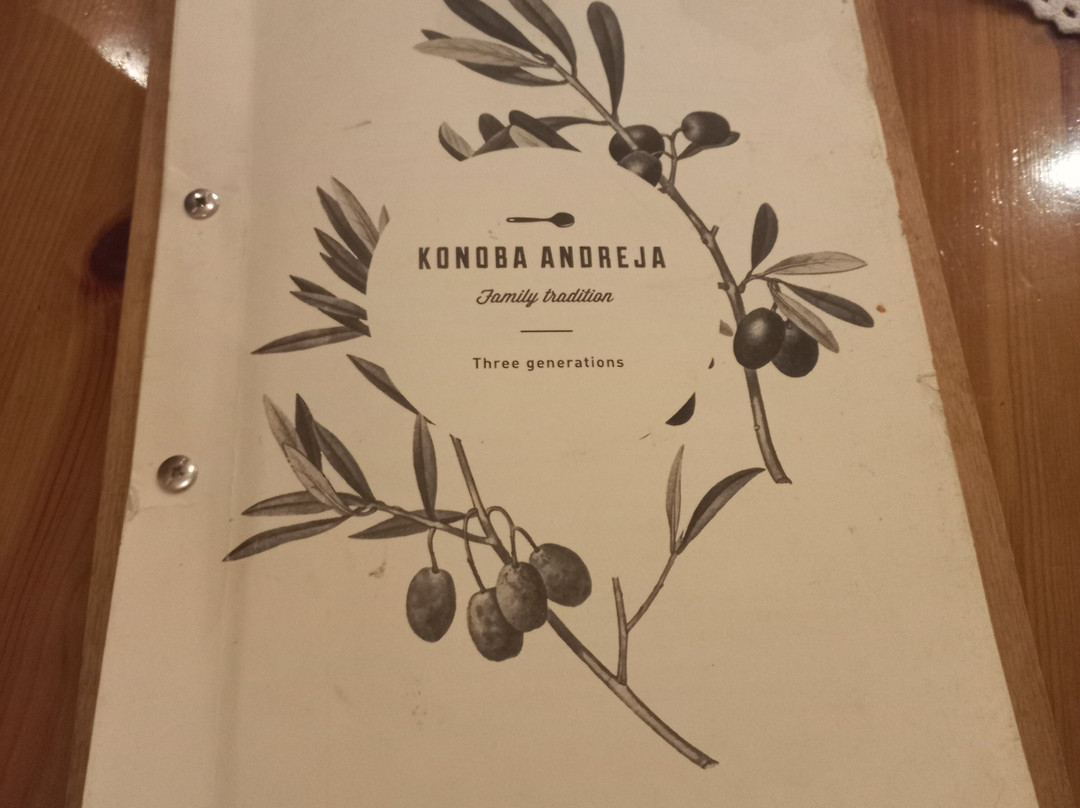 KONOBA ANDREJA
Family tradition
Three generations